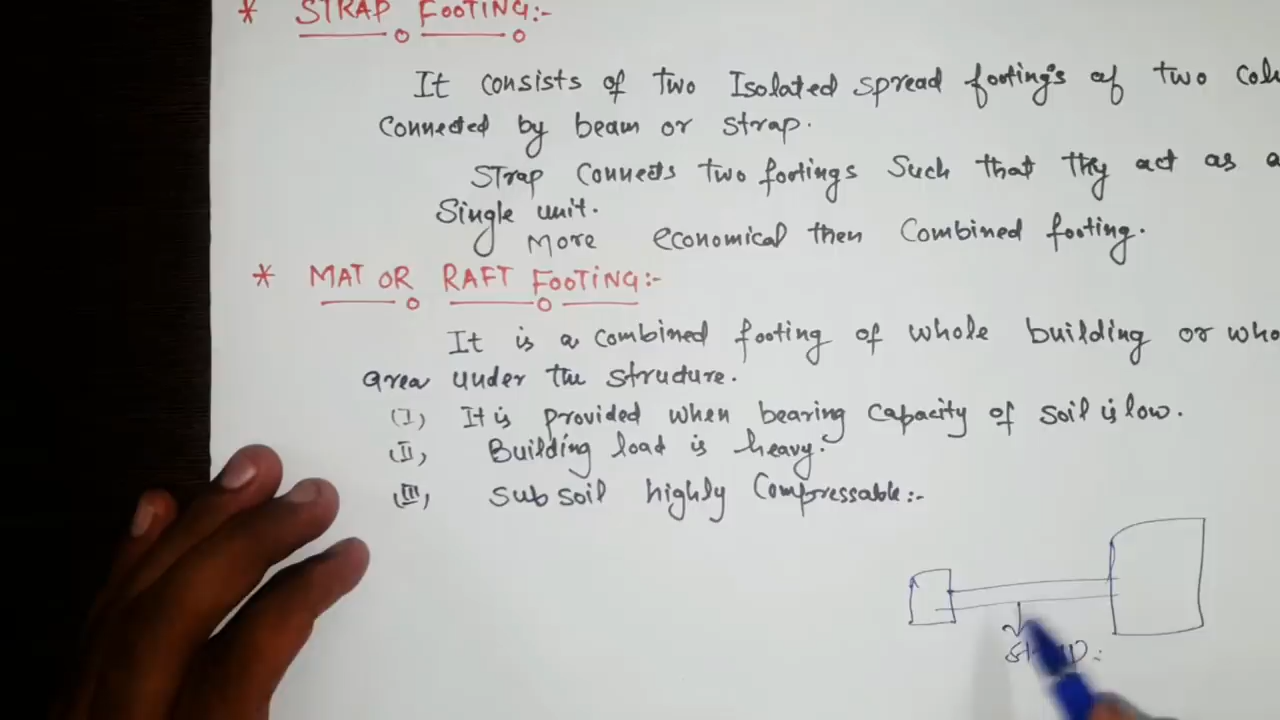 * STRAP FOOTING:-
It consists of two Isolated spread footing's of two
Connected by beam or strap.
Strap connects two footings Such that they act as a
Single unit.
More economical then Combined footing.
* MAT OR RAFT FOOTING:-
It is a combined footing of whole building or
area under the structure.
(I) It is provided when bearing capacity of soil is low.
(II) Building load is heavy.
(III) Sub soil highly Compressable:-